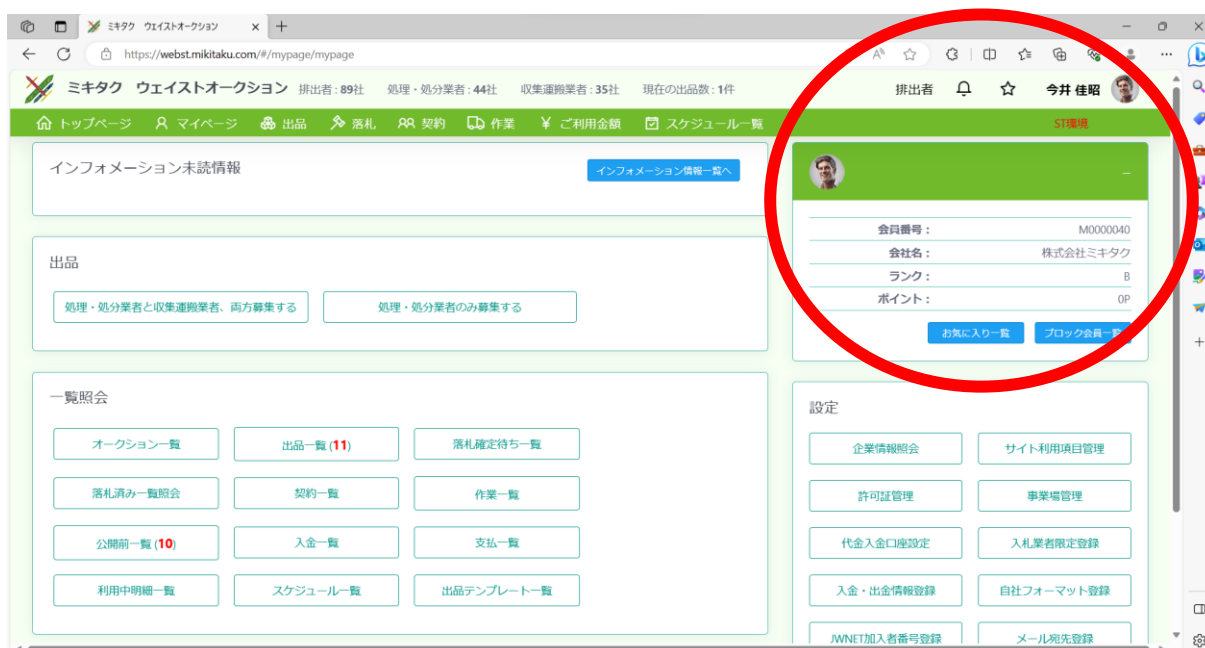 ミキタク ウエイストオークション
https://webst.mikitaku.com/#/mypage/mypage
ミキタク ウェイストオークション 排出者 : 89社 処理・処分業者 : 44社 収集運搬業者 : 35社 現在の出品数 : 1件 排出者 今井 佳昭
トップページ マイページ 出品 落札 契約 作業 ¥ ご利用金額 スケジュール一覧 ST環境
インフォメーション未読情報 インフォメーション情報一覧へ
会員番号 : M0000040
会社名 : 株式会社ミキタク
ランク : B
ポイント : 0P
お気に入り一覧 ブロック会員一覧
出品
処理・処分業者と収集運搬業者、両方募集する 処理・処分業者のみ募集する
一覧照会
オークション一覧 出品一覧 (11) 落札確定待ち一覧
落札済み一覧照会 契約一覧 作業一覧
公開前一覧 (10) 入金一覧 支払一覧
利用中明細一覧 スケジュール一覧 出品テンプレート一覧
設定
企業情報照会 サイト利用項目管理
許可証管理 事業場管理
代金入金口座設定 入札業者限定登録
入金・出金情報登録 自社フォーマット登録
JWNET加入者番号登録 メール宛先登録